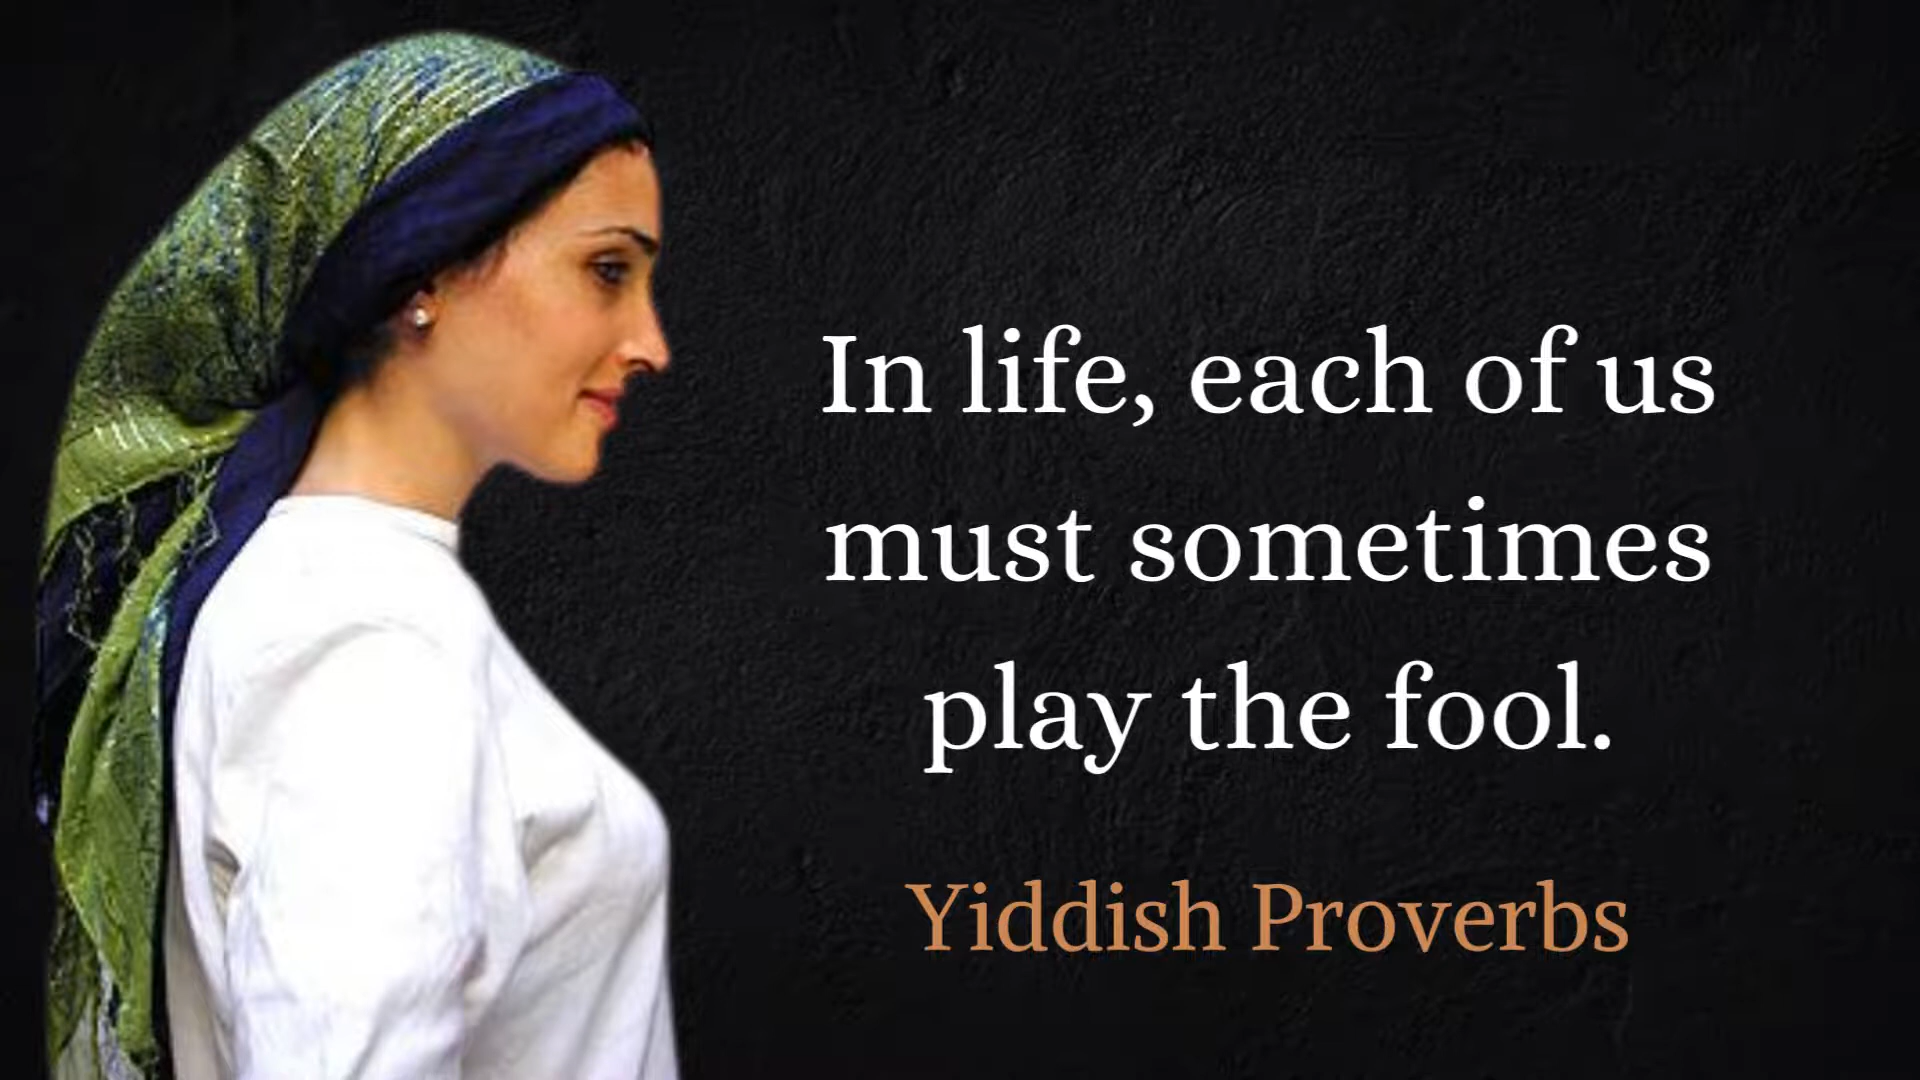 In life, each of us
must sometimes
play the fool.
Yiddish Proverbs